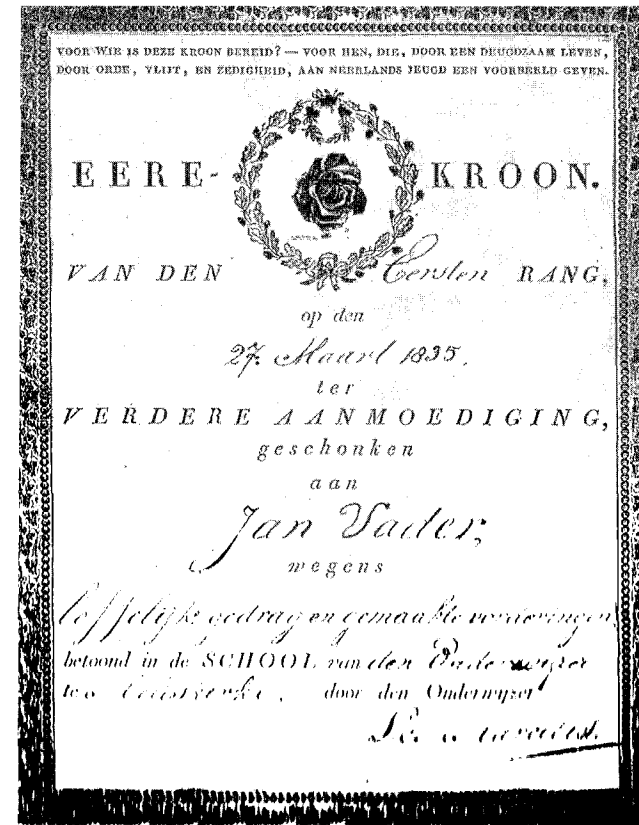 VOOR WIE IS DEZE KROON BEREID? — VOOR HEN, DIE, DOOR EEN DEUGDZAAM LEVEN,
DOOR ORDE, VLIJT, EN ZEDIGHEID, AAN NEERLANDS JEUGD EEN VOORBEELD GEVEN.
EERE-KROON.
VAN DEN Eersten RANG,
op den
27. Maart 1835.
ter
VERDERE AANMOEDIGING,
geschonken
aan
Jan Vader,
wegens
loffelijk gedrag en gemaakte vorderingen
betoond in de SCHOOL van den Onderwijzer
te door den Onderwijzer